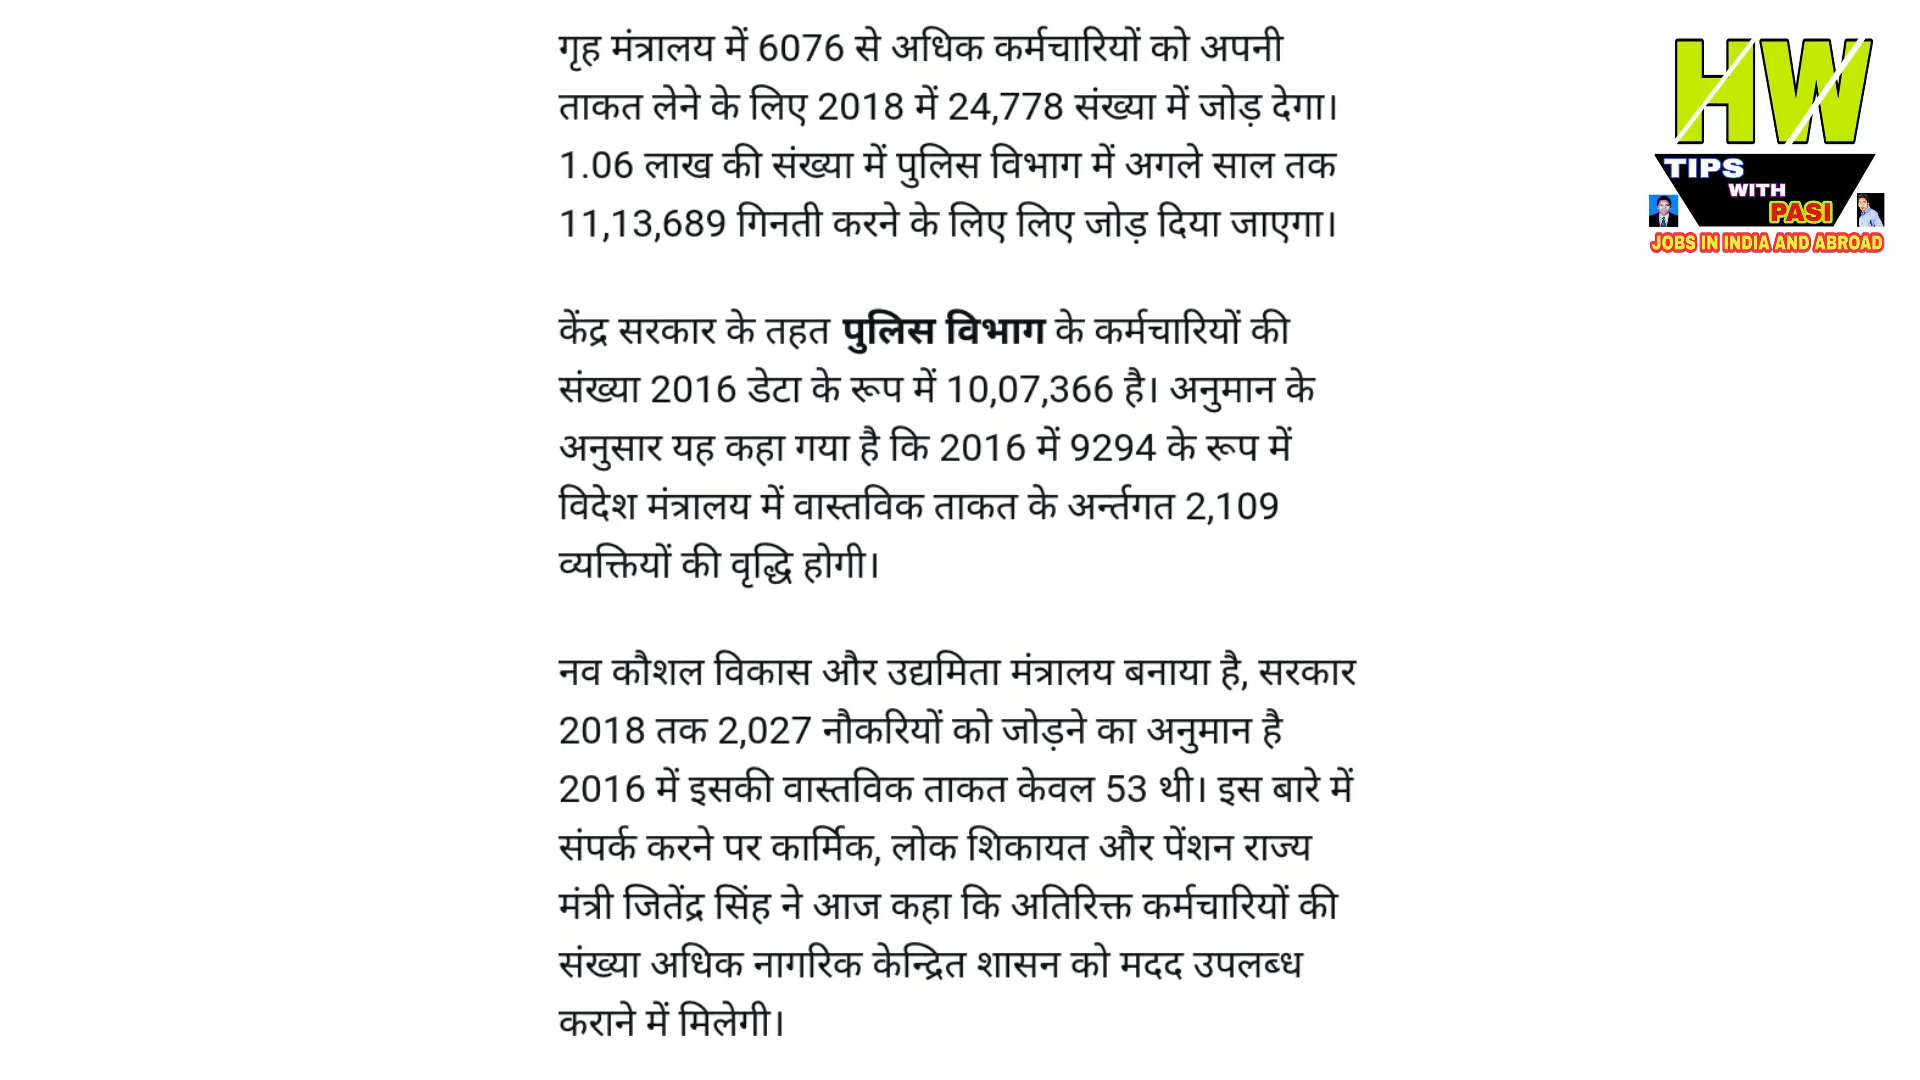 गृह मंत्रालय में 6076 से अधिक कर्मचारियों को अपनी
ताकत लेने के लिए 2018 में 24,778 संख्या में जोड़ देगा।
1.06 लाख की संख्या में पुलिस विभाग में अगले साल तक
11,13,689 गिनती करने के लिए लिए जोड़ दिया जाएगा।
केंद्र सरकार के तहत पुलिस विभाग के कर्मचारियों की
संख्या 2016 डेटा के रूप में 10,07,366 है। अनुमान के
अनुसार यह कहा गया है कि 2016 में 9294 के रूप में
विदेश मंत्रालय में वास्तविक ताकत के अर्न्तगत 2,109
व्यक्तियों की वृद्धि होगी।
नव कौशल विकास और उद्यमिता मंत्रालय बनाया है, सरकार
2018 तक 2,027 नौकरियों को जोड़ने का अनुमान है
2016 में इसकी वास्तविक ताकत केवल 53 थी। इस बारे में
संपर्क करने पर कार्मिक, लोक शिकायत और पेंशन राज्य
मंत्री जितेंद्र सिंह ने आज कहा कि अतिरिक्त कर्मचारियों की
संख्या अधिक नागरिक केन्द्रित शासन को मदद उपलब्ध
कराने में मिलेगी।
HW
TIPS
WITH
PASI
JOBS IN INDIA AND ABROAD